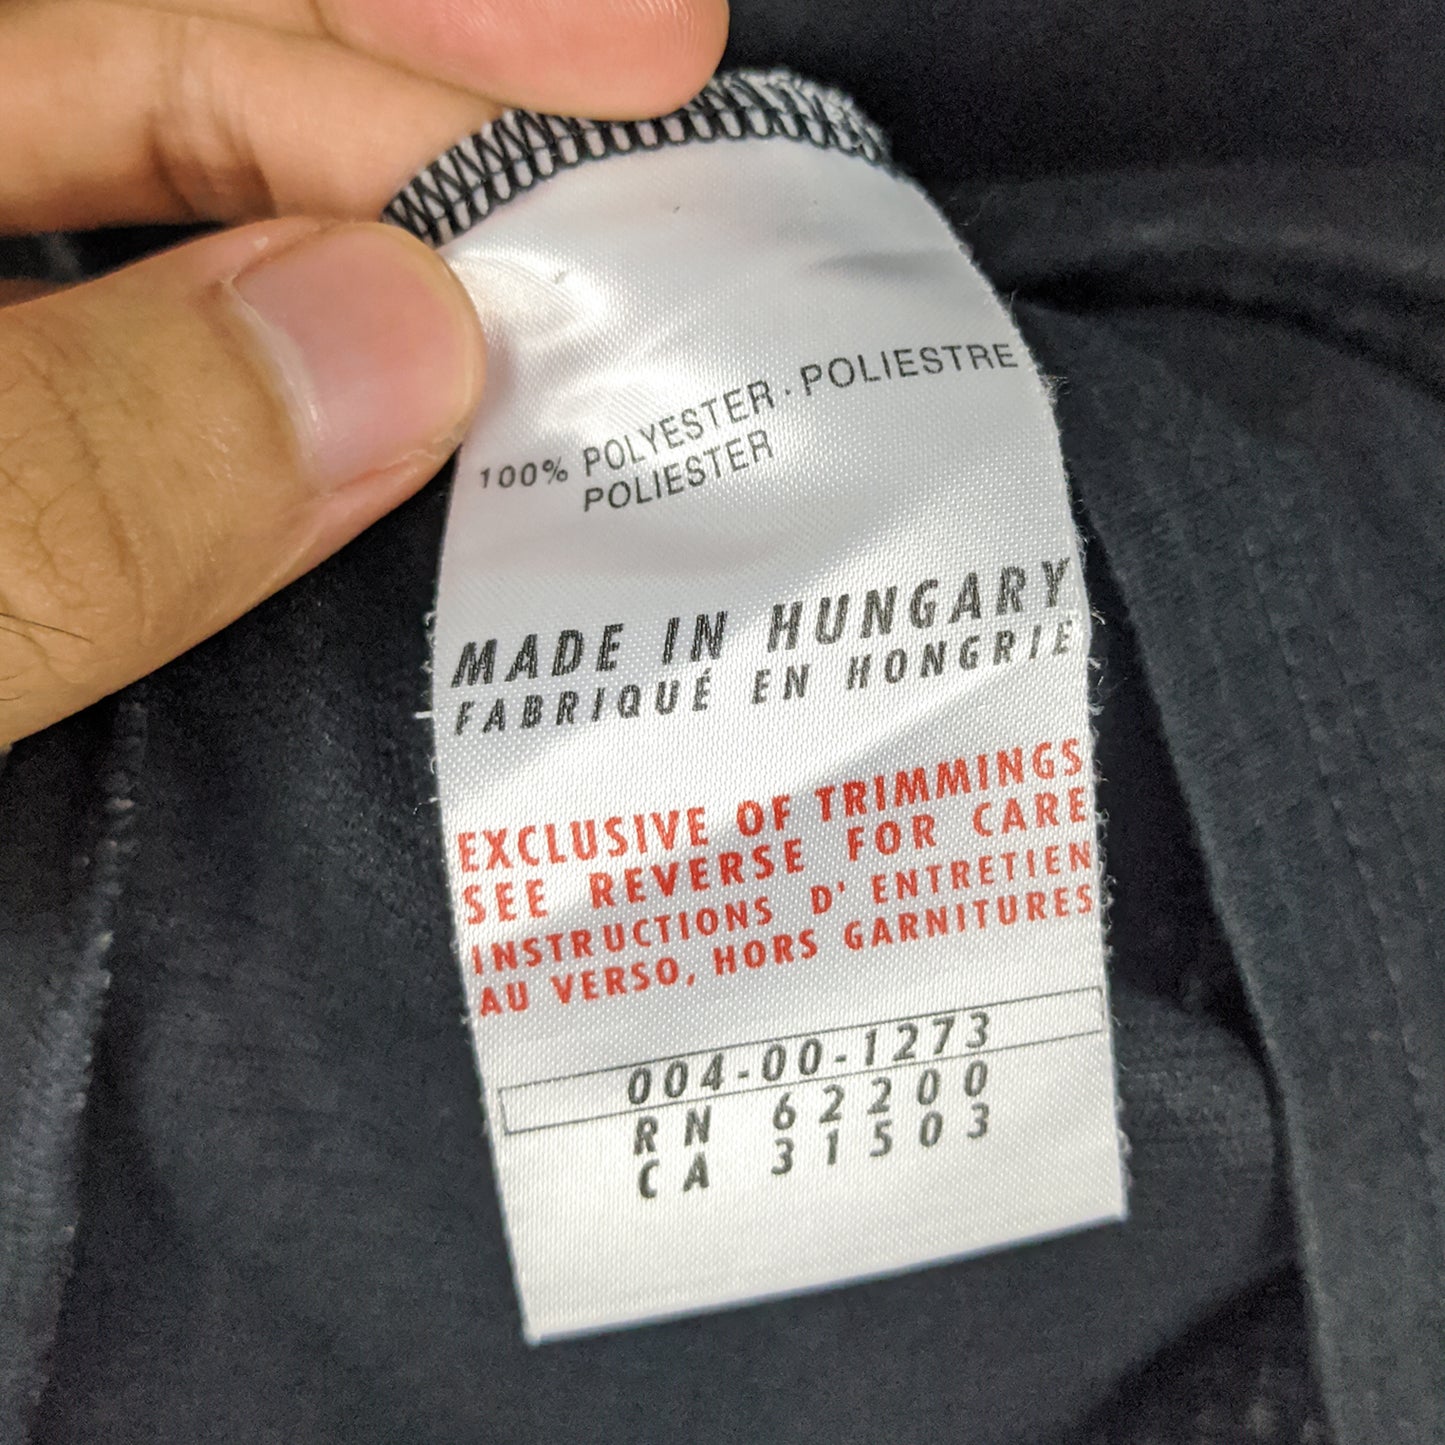 100% POLYESTER · POLIESTRE
POLIESTER
MADE IN HUNGARY
FABRIQUÉ EN HONGRIE
EXCLUSIVE OF TRIMMINGS
SEE REVERSE FOR CARE
INSTRUCTIONS D' ENTRETIEN
AU VERSO, HORS GARNITURES
004-00-1273
RN 62200
CA 31503